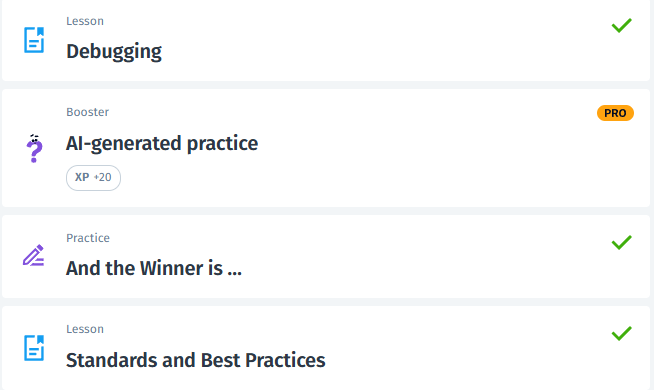 Lesson
Debugging
Booster
PRO
AI-generated practice
XP +20
Practice
And the Winner is ...
Lesson
Standards and Best Practices